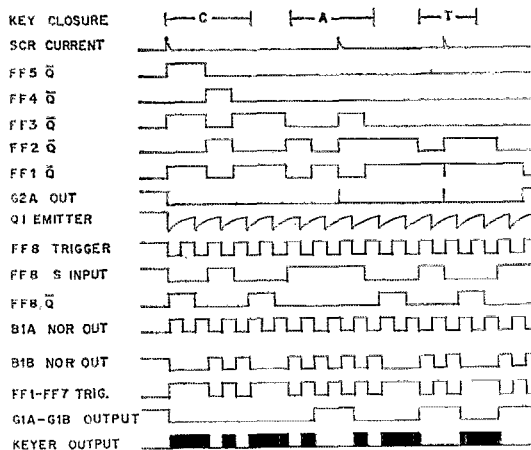 KEY CLOSURE C A T
SCR CURRENT
FF5 Q̄
FF4 Q̄
FF3 Q̄
FF2 Q̄
FF1 Q̄
G2A OUT
Q1 EMITTER
FF8 TRIGGER
FF8 S INPUT
FF8, Q̄
B1A NOR OUT
B1B NOR OUT
FF1-FF7 TRIG.
G1A-G1B OUTPUT
KEYER OUTPUT